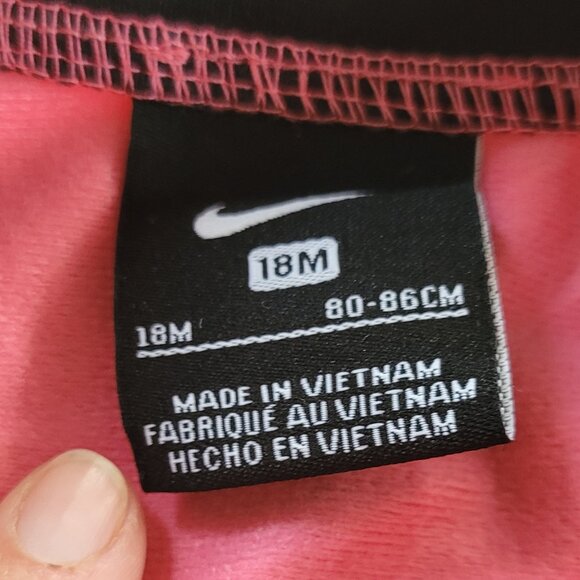 18M
18M 80-86CM
MADE IN VIETNAM
FABRIQUÉ AU VIETNAM
HECHO EN VIETNAM